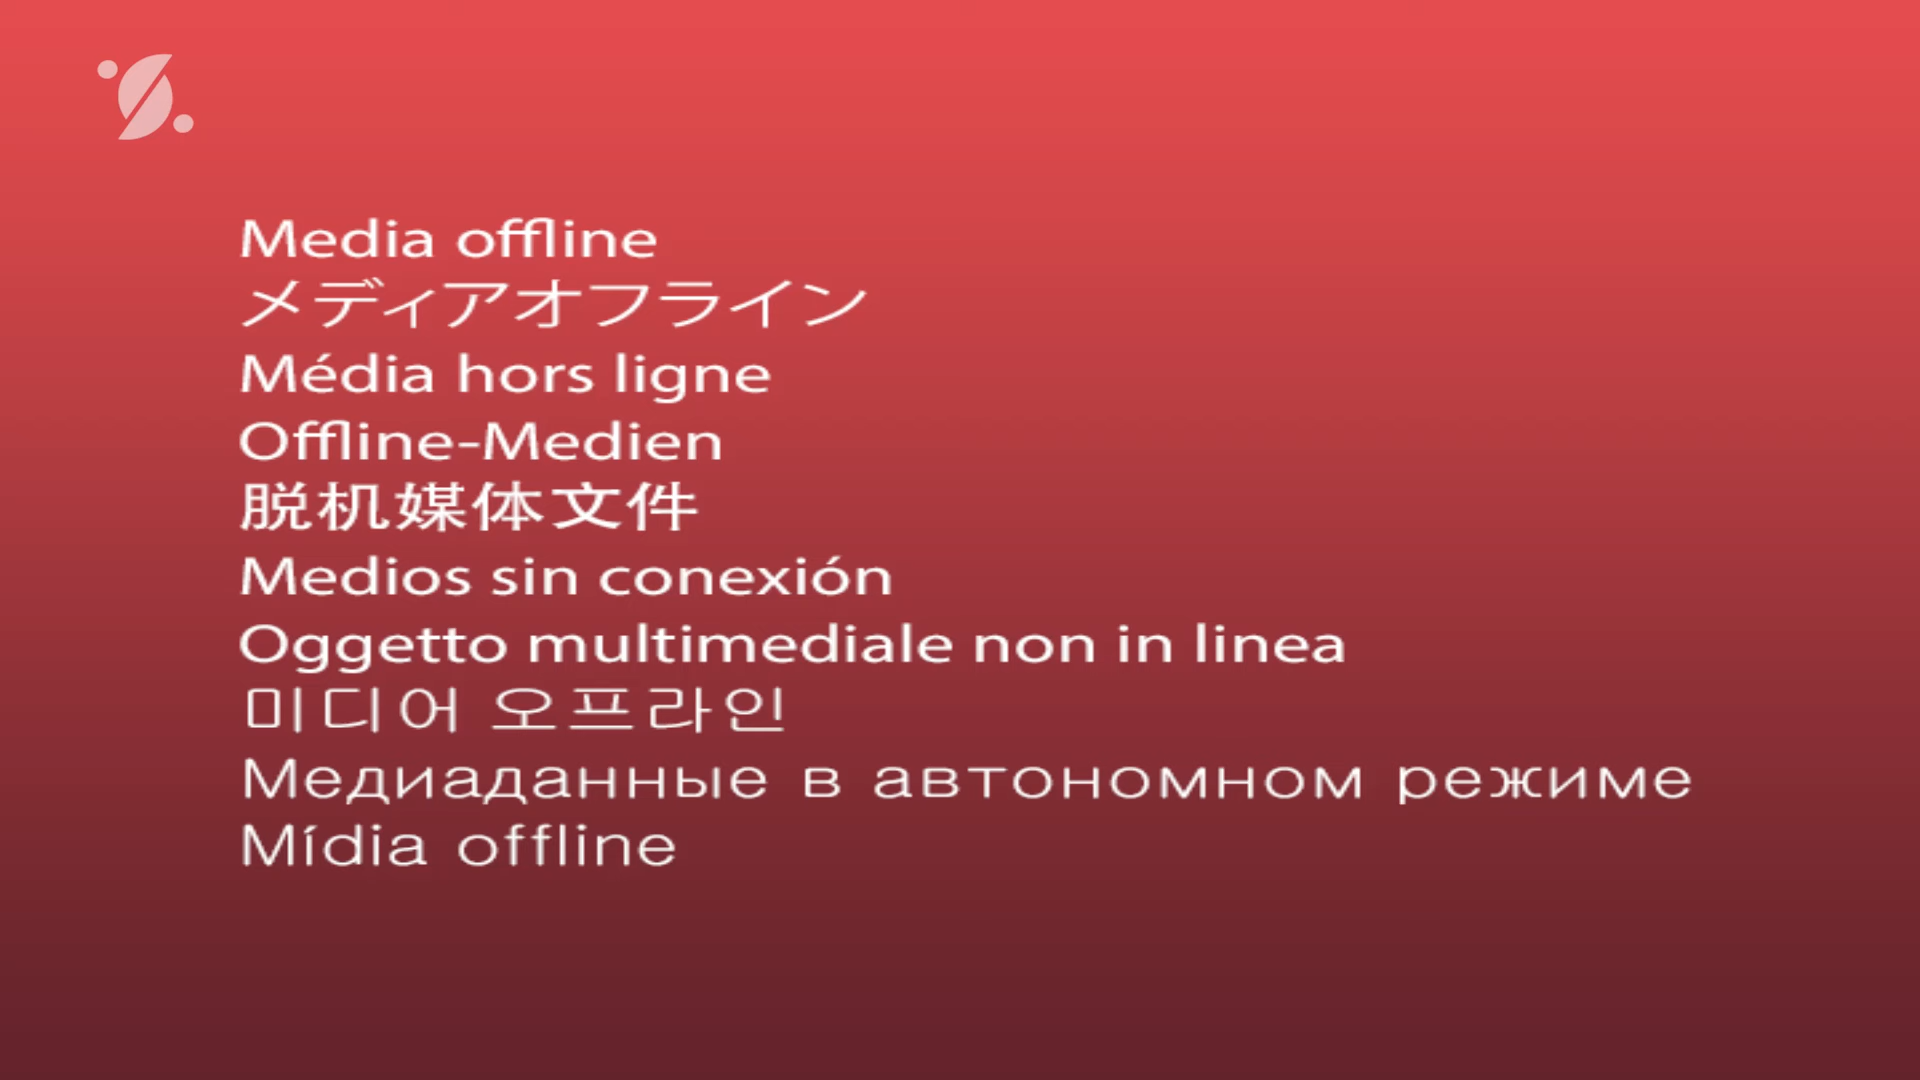 Media offline
メディアオフライン
Média hors ligne
Offline-Medien
脱机媒体文件
Medios sin conexión
Oggetto multimediale non in linea
미디어 오프라인
Медиаданные в автономном режиме
Mídia offline